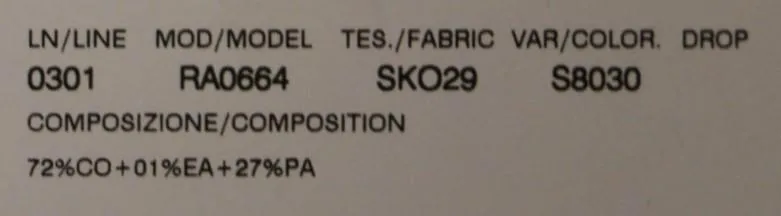 LN/LINE MOD/MODEL TES./FABRIC VAR/COLOR. DROP
0301 RA0664 SKO29 S8030
COMPOSIZIONE/COMPOSITION
72%CO+01%EA+27%PA